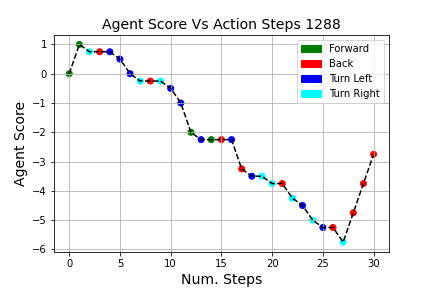 Agent Score Vs Action Steps 1288
Agent Score
1
0
−1
−2
−3
−4
−5
−6
Forward
Back
Turn Left
Turn Right
0 5 10 15 20 25 30
Num. Steps